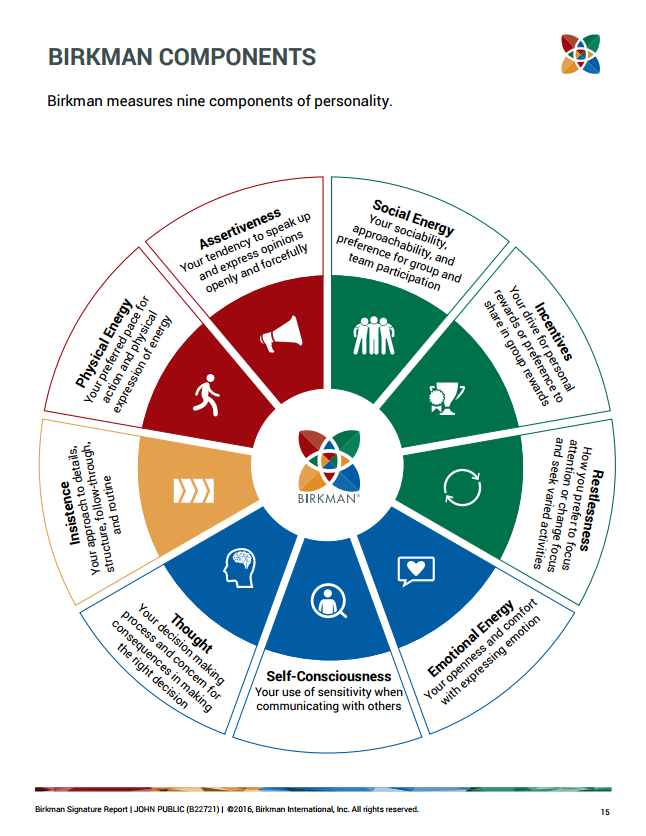 BIRKMAN COMPONENTS
Birkman measures nine components of personality.
Assertiveness
Your tendency to speak up
and express opinions
openly and forcefully
Social Energy
Your sociability,
approachability, and
preference for group and
team participation
Incentives
Your drive for personal
rewards or preference to
share in group rewards
Restlessness
How you prefer to focus
attention or change focus
and seek varied activities
Emotional Energy
Your openness and comfort
with expressing emotion
Self-Consciousness
Your use of sensitivity when
communicating with others
Thought
Your decision making
process and concern for
consequences in making
the right decision
Insistence
Your approach to details,
structure, follow-through,
and routine
Physical Energy
Your preferred pace for
action and physical
expression of energy
BIRKMAN®
Birkman Signature Report | JOHN PUBLIC (B22721) | ©2016, Birkman International, Inc. All rights reserved.
15